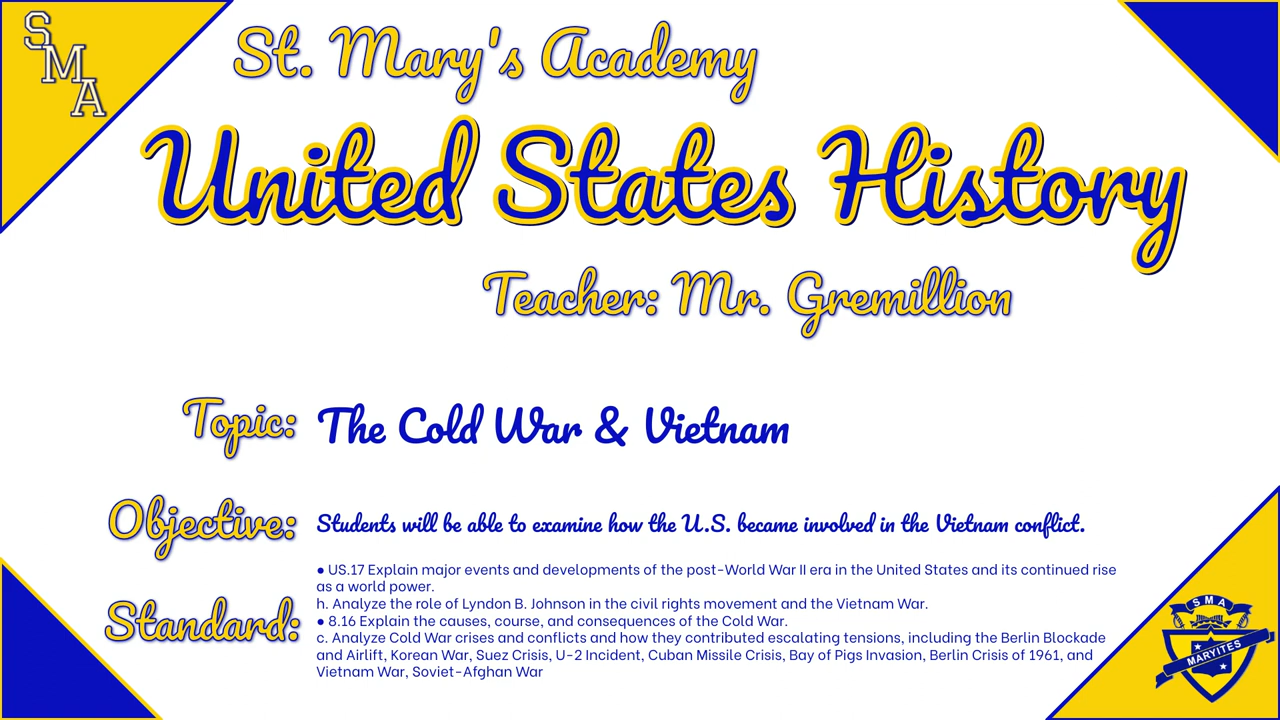 SMA
St. Mary's Academy
United States History
Teacher: Mr. Gremillion
Topic: The Cold War & Vietnam
Objective: Students will be able to examine how the U.S. became involved in the Vietnam conflict.
Standard:
● US.17 Explain major events and developments of the post-World War II era in the United States and its continued rise
as a world power.
h. Analyze the role of Lyndon B. Johnson in the civil rights movement and the Vietnam War.
● 8.16 Explain the causes, course, and consequences of the Cold War.
c. Analyze Cold War crises and conflicts and how they contributed escalating tensions, including the Berlin Blockade
and Airlift, Korean War, Suez Crisis, U-2 Incident, Cuban Missile Crisis, Bay of Pigs Invasion, Berlin Crisis of 1961, and
Vietnam War, Soviet-Afghan War
SMA
MARYITES